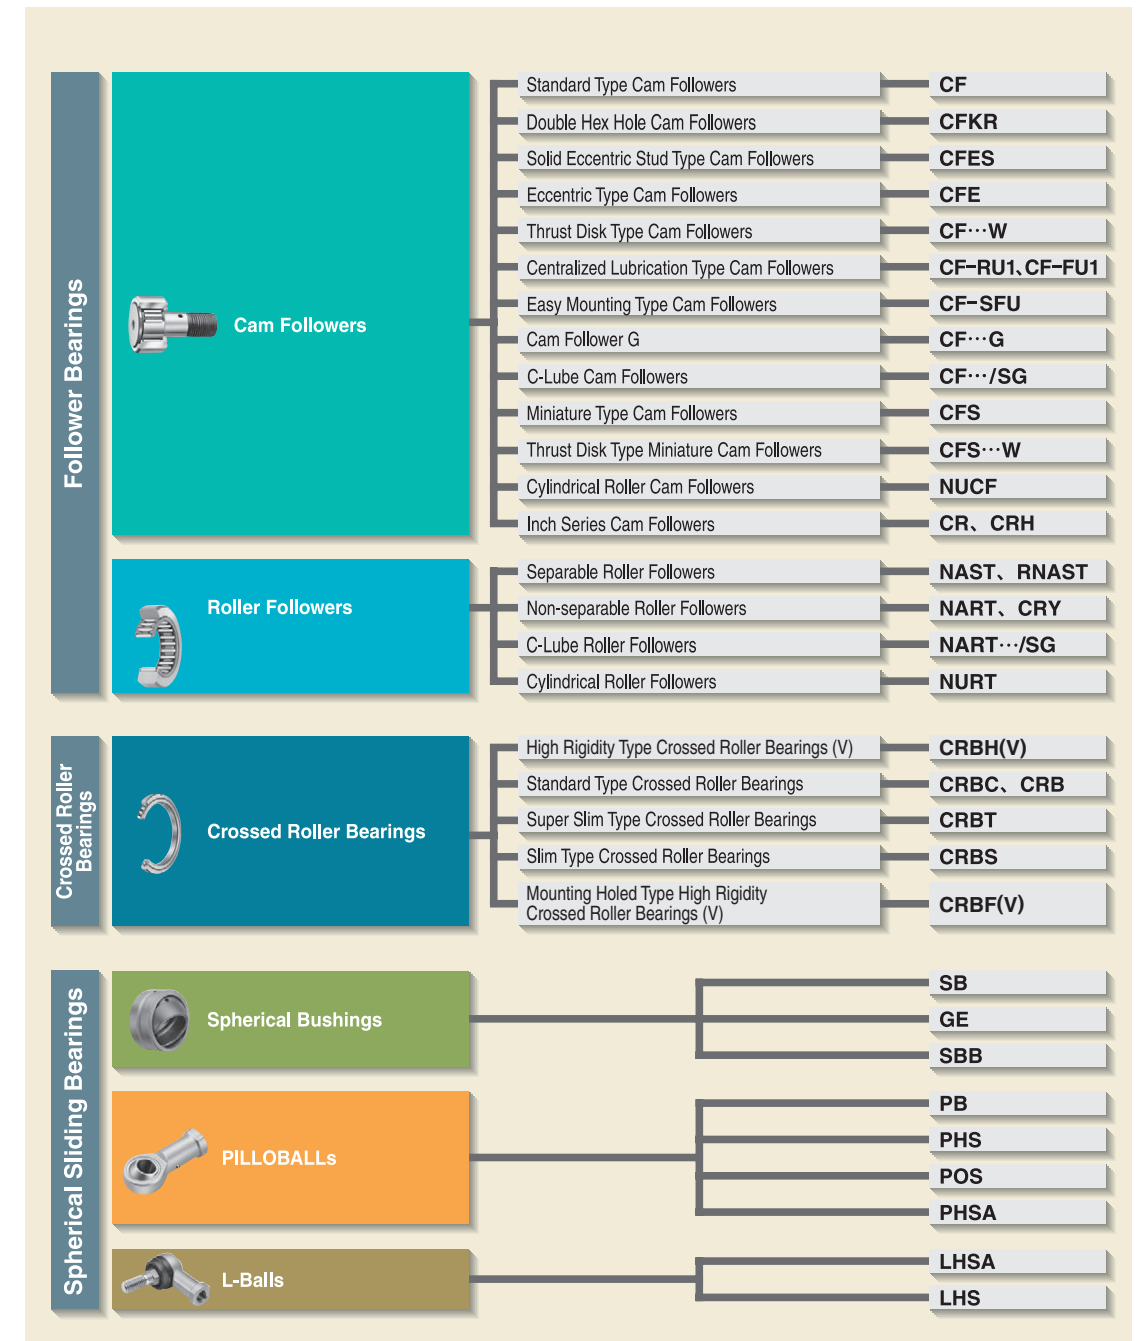 Follower Bearings
Cam Followers
Standard Type Cam Followers CF
Double Hex Hole Cam Followers CFKR
Solid Eccentric Stud Type Cam Followers CFES
Eccentric Type Cam Followers CFE
Thrust Disk Type Cam Followers CF···W
Centralized Lubrication Type Cam Followers CF-RU1、CF-FU1
Easy Mounting Type Cam Followers CF-SFU
Cam Follower G CF···G
C-Lube Cam Followers CF···/SG
Miniature Type Cam Followers CFS
Thrust Disk Type Miniature Cam Followers CFS···W
Cylindrical Roller Cam Followers NUCF
Inch Series Cam Followers CR、CRH
Roller Followers
Separable Roller Followers NAST、RNAST
Non-separable Roller Followers NART、CRY
C-Lube Roller Followers NART···/SG
Cylindrical Roller Followers NURT
Crossed Roller
Bearings
Crossed Roller Bearings
High Rigidity Type Crossed Roller Bearings (V) CRBH(V)
Standard Type Crossed Roller Bearings CRBC、CRB
Super Slim Type Crossed Roller Bearings CRBT
Slim Type Crossed Roller Bearings CRBS
Mounting Holed Type High Rigidity
Crossed Roller Bearings (V) CRBF(V)
Spherical Sliding Bearings
Spherical Bushings
SB
GE
SBB
PILLOBALLs
PB
PHS
POS
PHSA
L-Balls
LHSA
LHS